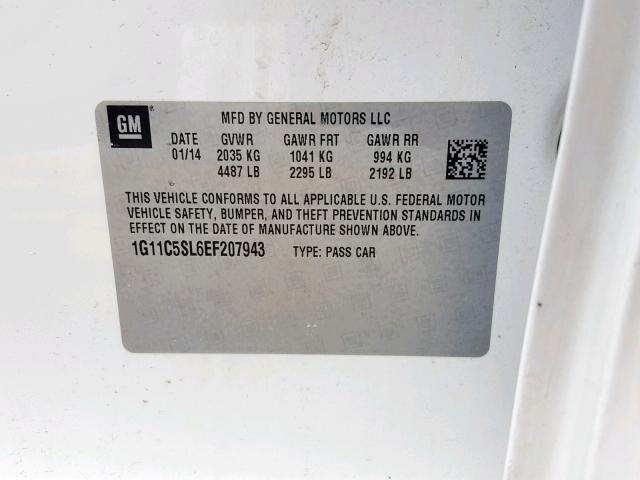 GM
MFD BY GENERAL MOTORS LLC
DATE GVWR GAWR FRT GAWR RR
01/14 2035 KG 1041 KG 994 KG
4487 LB 2295 LB 2192 LB
THIS VEHICLE CONFORMS TO ALL APPLICABLE U.S. FEDERAL MOTOR
VEHICLE SAFETY, BUMPER, AND THEFT PREVENTION STANDARDS IN
EFFECT ON THE DATE OF MANUFACTURE SHOWN ABOVE.
1G11C5SL6EF207943 TYPE: PASS CAR